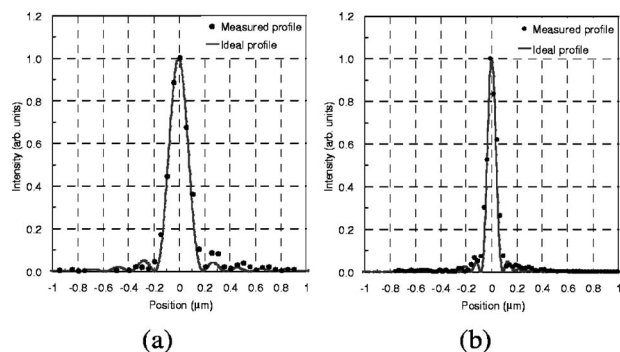 Measured profile
Ideal profile
Intensity (arb. units)
1.2
1.0
0.8
0.6
0.4
0.2
0.0
-1 -0.8 -0.6 -0.4 -0.2 0 0.2 0.4 0.6 0.8 1
Position (µm)
(a)
Measured profile
Ideal profile
Intensity (arb. units)
1.2
1.0
0.8
0.6
0.4
0.2
0.0
-1 -0.8 -0.6 -0.4 -0.2 0 0.2 0.4 0.6 0.8 1
Position (µm)
(b)